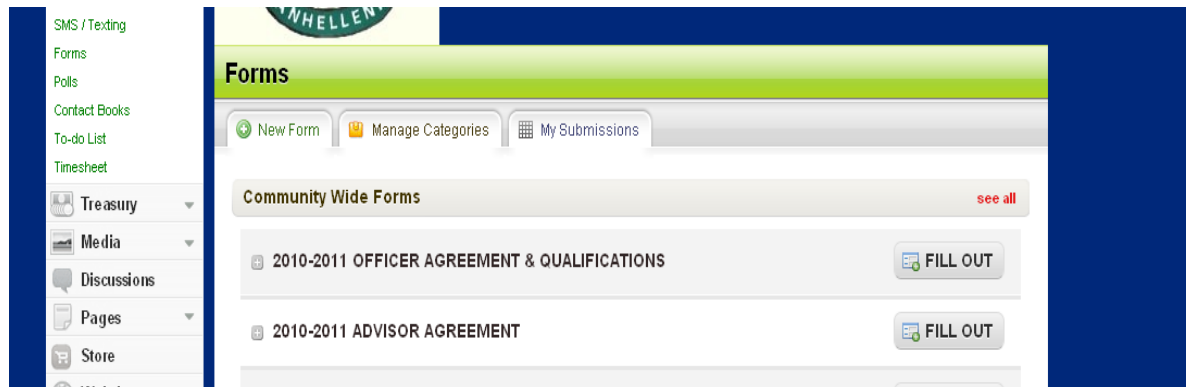 SMS / Texting
Forms
Polls
Contact Books
To-do List
Timesheet
Treasury
Media
Discussions
Pages
Store
Forms
New Form
Manage Categories
My Submissions
Community Wide Forms
see all
2010-2011 OFFICER AGREEMENT & QUALIFICATIONS
FILL OUT
2010-2011 ADVISOR AGREEMENT
FILL OUT